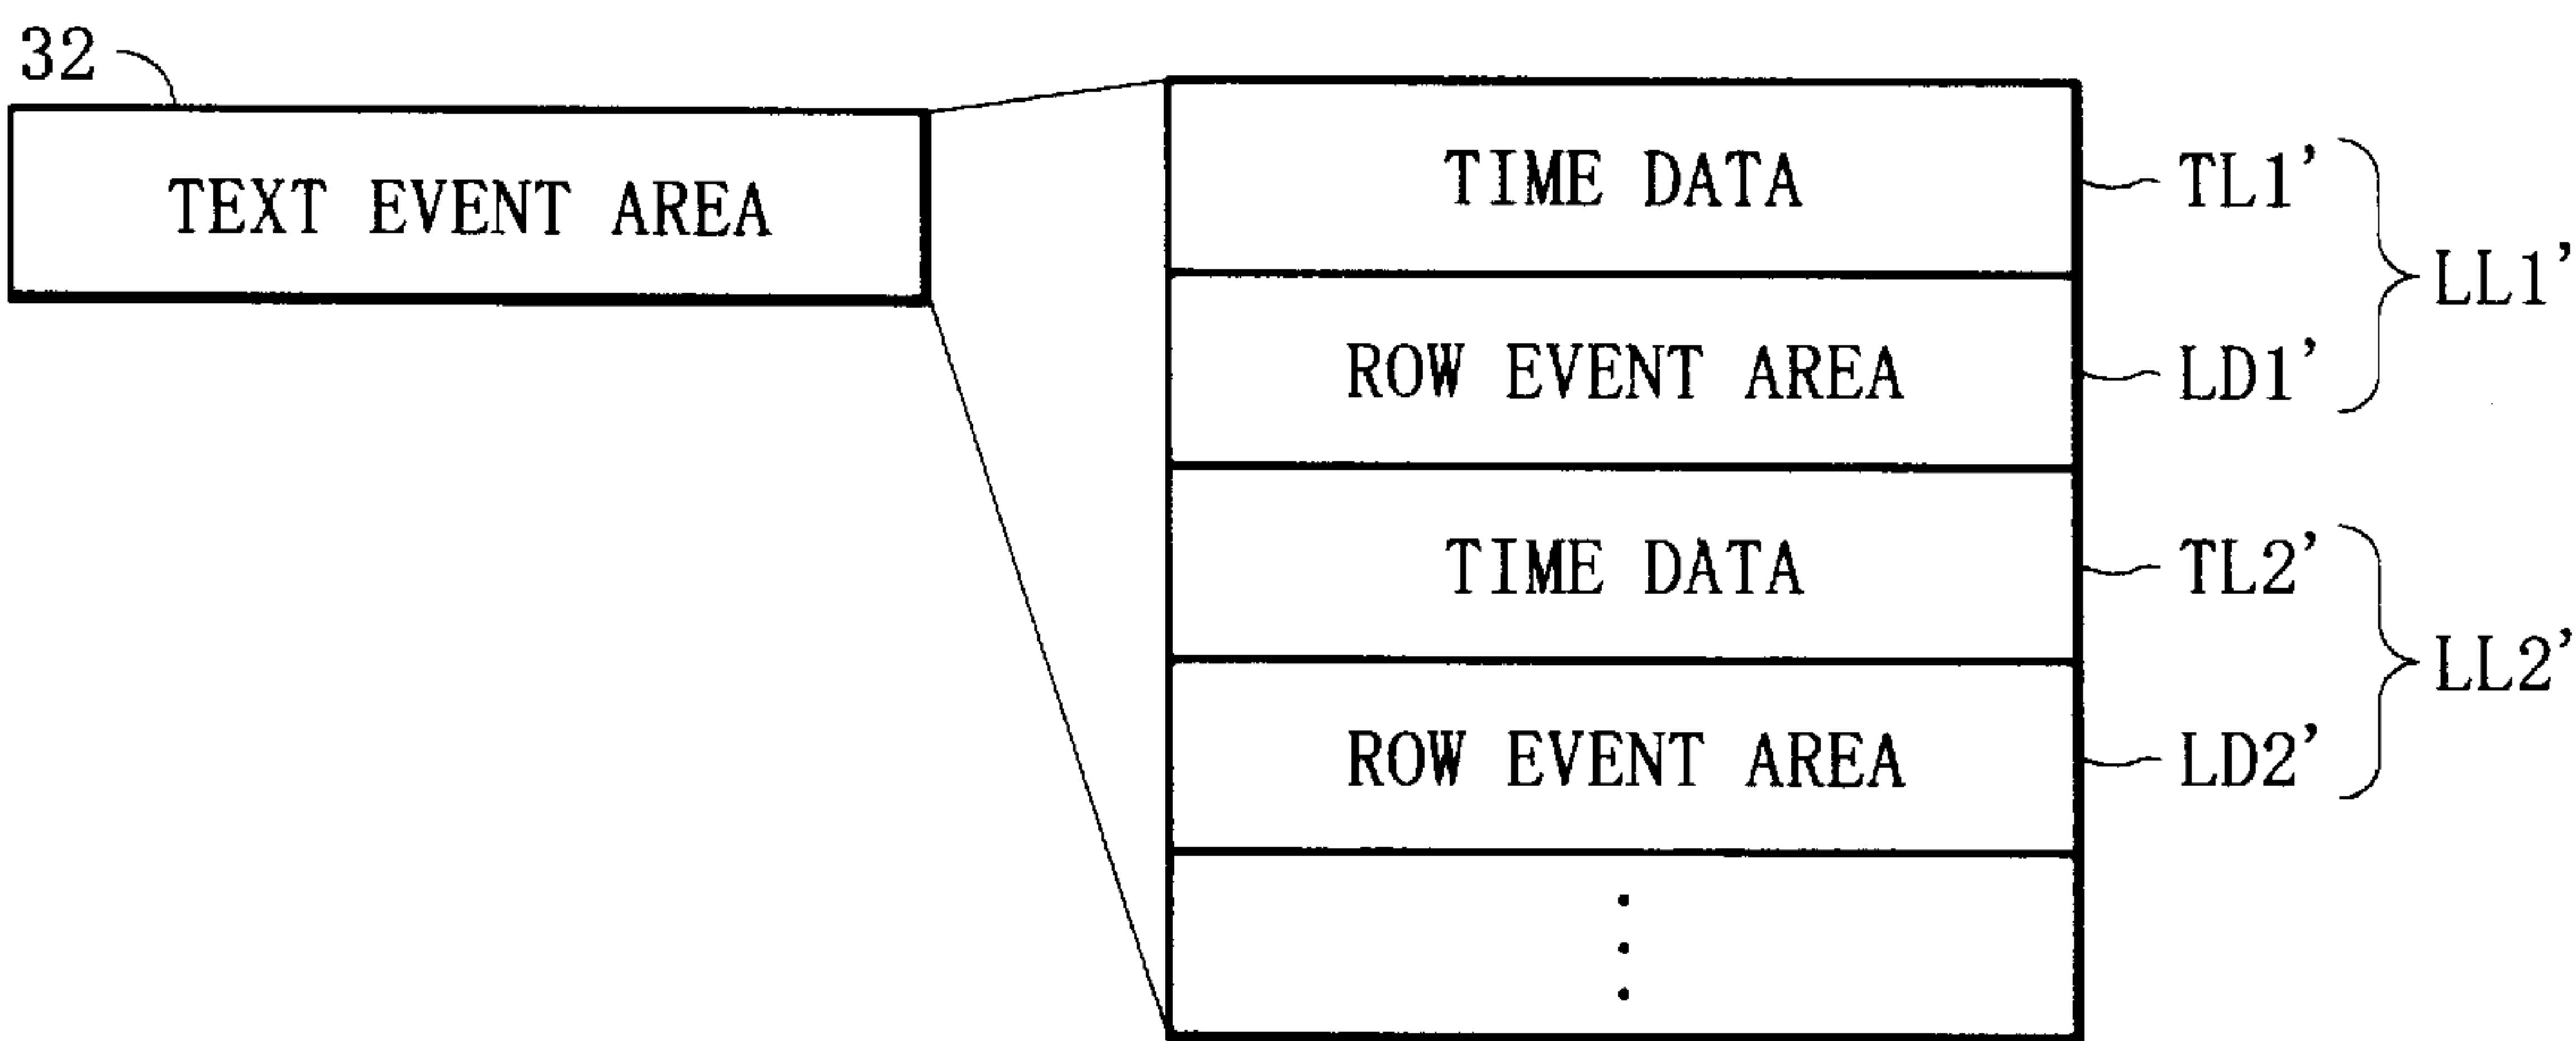 32
TEXT EVENT AREA
TIME DATA TL1'
LL1'
ROW EVENT AREA LD1'
TIME DATA TL2'
LL2'
ROW EVENT AREA LD2'